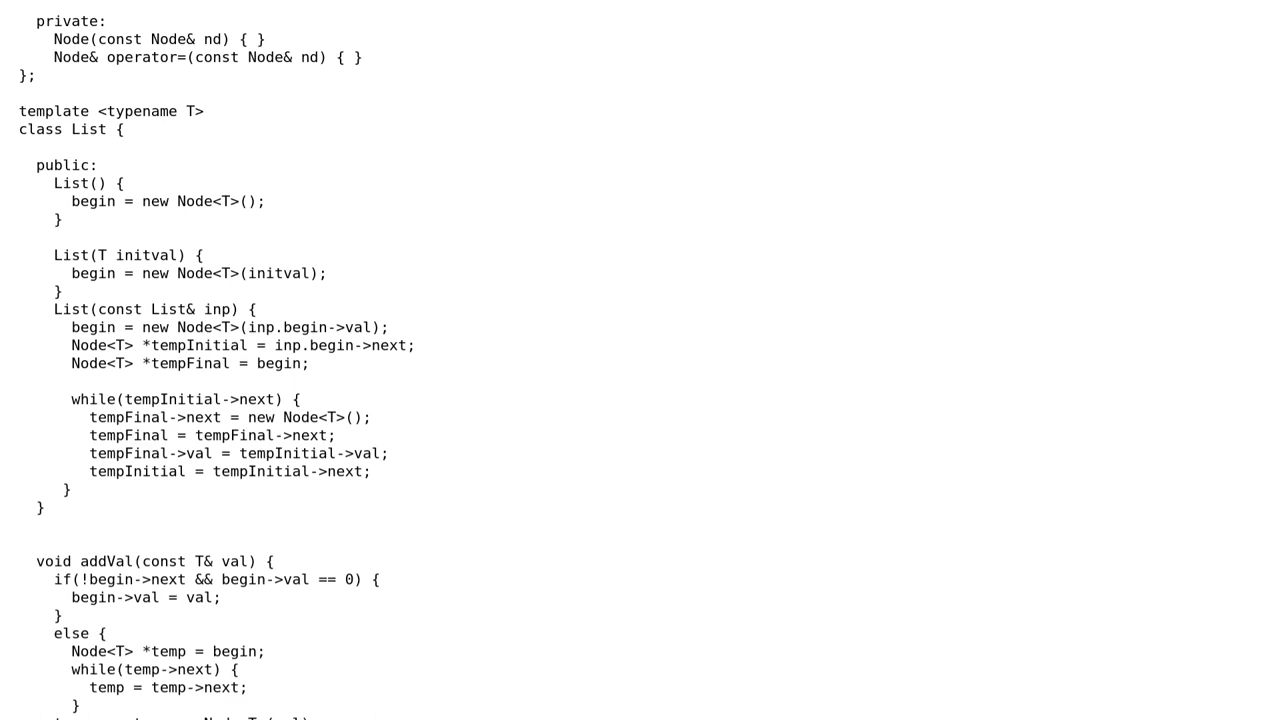 private:
Node(const Node& nd) { }
Node& operator=(const Node& nd) { }
};
template <typename T>
class List {
public:
List() {
begin = new Node<T>();
}
List(T initval) {
begin = new Node<T>(initval);
}
List(const List& inp) {
begin = new Node<T>(inp.begin->val);
Node<T> *tempInitial = inp.begin->next;
Node<T> *tempFinal = begin;
while(tempInitial->next) {
tempFinal->next = new Node<T>();
tempFinal = tempFinal->next;
tempFinal->val = tempInitial->val;
tempInitial = tempInitial->next;
}
}
void addVal(const T& val) {
if(!begin->next && begin->val == 0) {
begin->val = val;
}
else {
Node<T> *temp = begin;
while(temp->next) {
temp = temp->next;
}